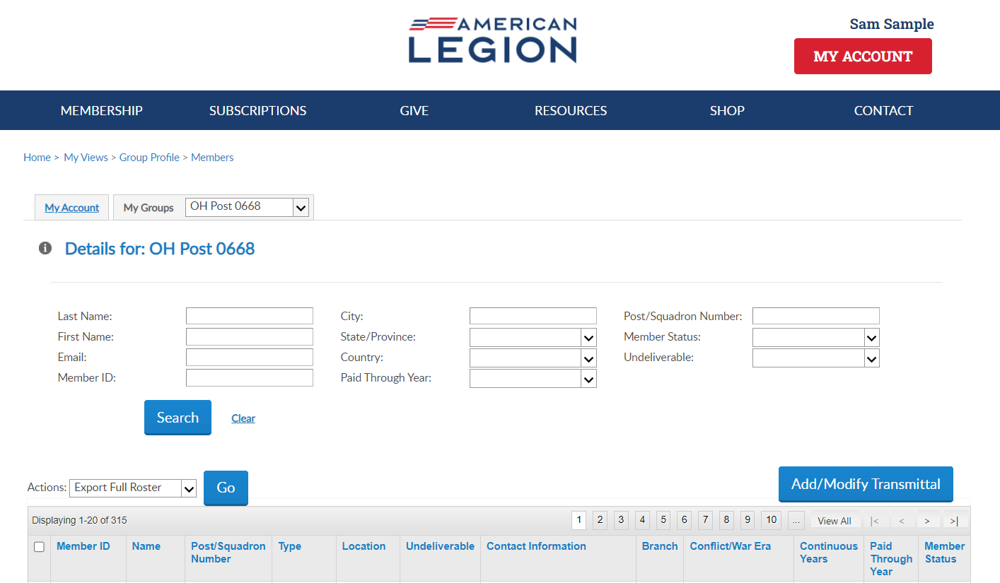 AMERICAN
LEGION
Sam Sample
MY ACCOUNT
MEMBERSHIP SUBSCRIPTIONS GIVE RESOURCES SHOP CONTACT
Home > My Views > Group Profile > Members
My Account My Groups OH Post 0668
Details for: OH Post 0668
Last Name: City: Post/Squadron Number:
First Name: State/Province: Member Status:
Email: Country: Undeliverable:
Member ID: Paid Through Year:
Search Clear
Actions: Export Full Roster Go Add/Modify Transmittal
Displaying 1-20 of 315 1 2 3 4 5 6 7 8 9 10 ... View All |< < > >|
Member ID Name Post/Squadron Type Location Undeliverable Contact Information Branch Conflict/War Era Continuous Paid Member
Number Years Through Status
Year